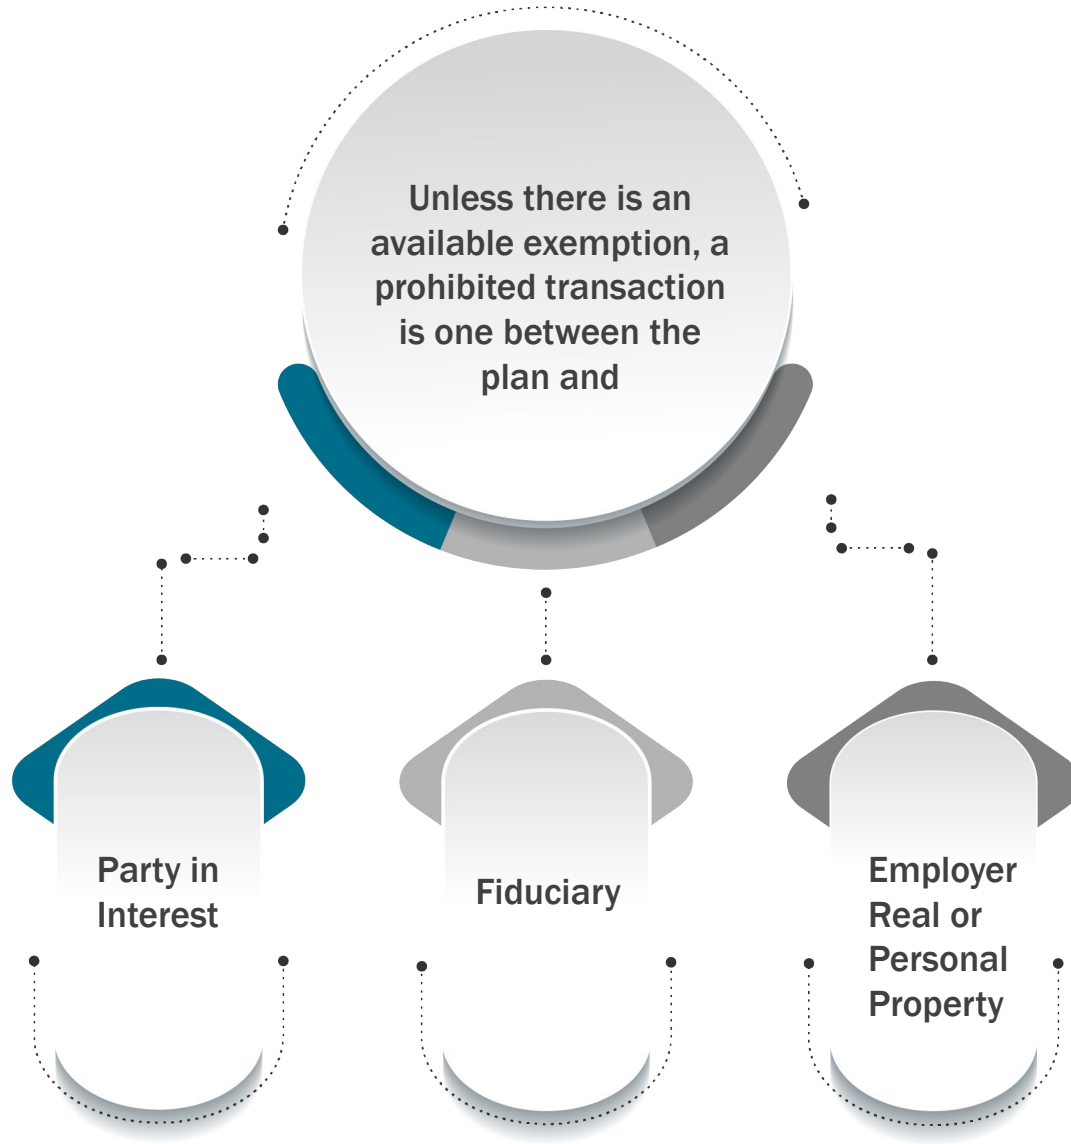 Unless there is an
available exemption, a
prohibited transaction
is one between the
plan and
Party in
Interest
Fiduciary
Employer
Real or
Personal
Property